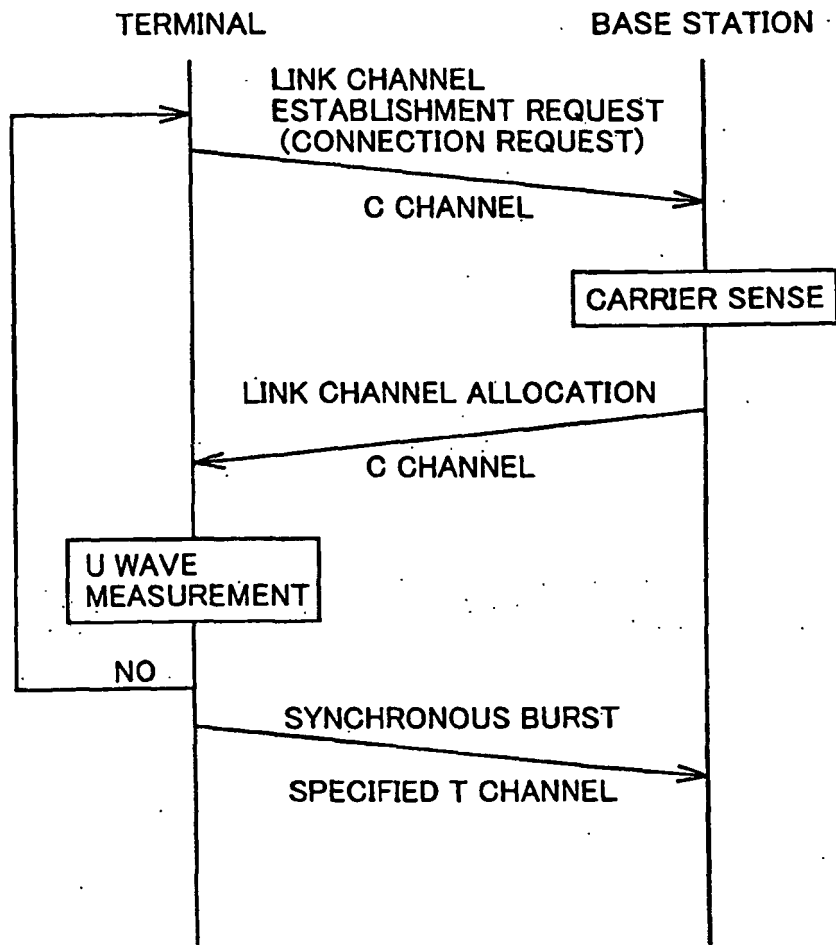 TERMINAL
BASE STATION
LINK CHANNEL
ESTABLISHMENT REQUEST
(CONNECTION REQUEST)
C CHANNEL
CARRIER SENSE
LINK CHANNEL ALLOCATION
C CHANNEL
U WAVE
MEASUREMENT
NO
SYNCHRONOUS BURST
SPECIFIED T CHANNEL